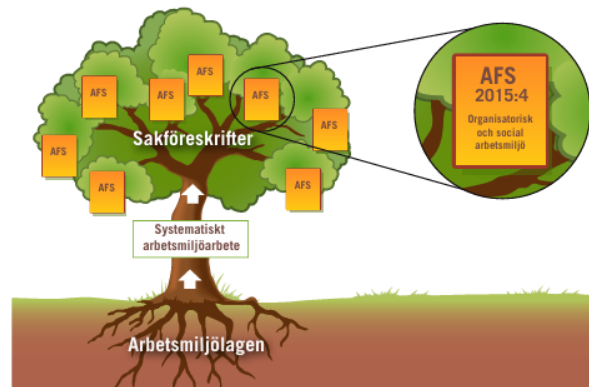 AFS
AFS
AFS
AFS
AFS
AFS
AFS
AFS
Sakföreskrifter
Systematiskt
arbetsmiljöarbete
Arbetsmiljölagen
AFS
2015:4
Organisatorisk
och social
arbetsmiljö